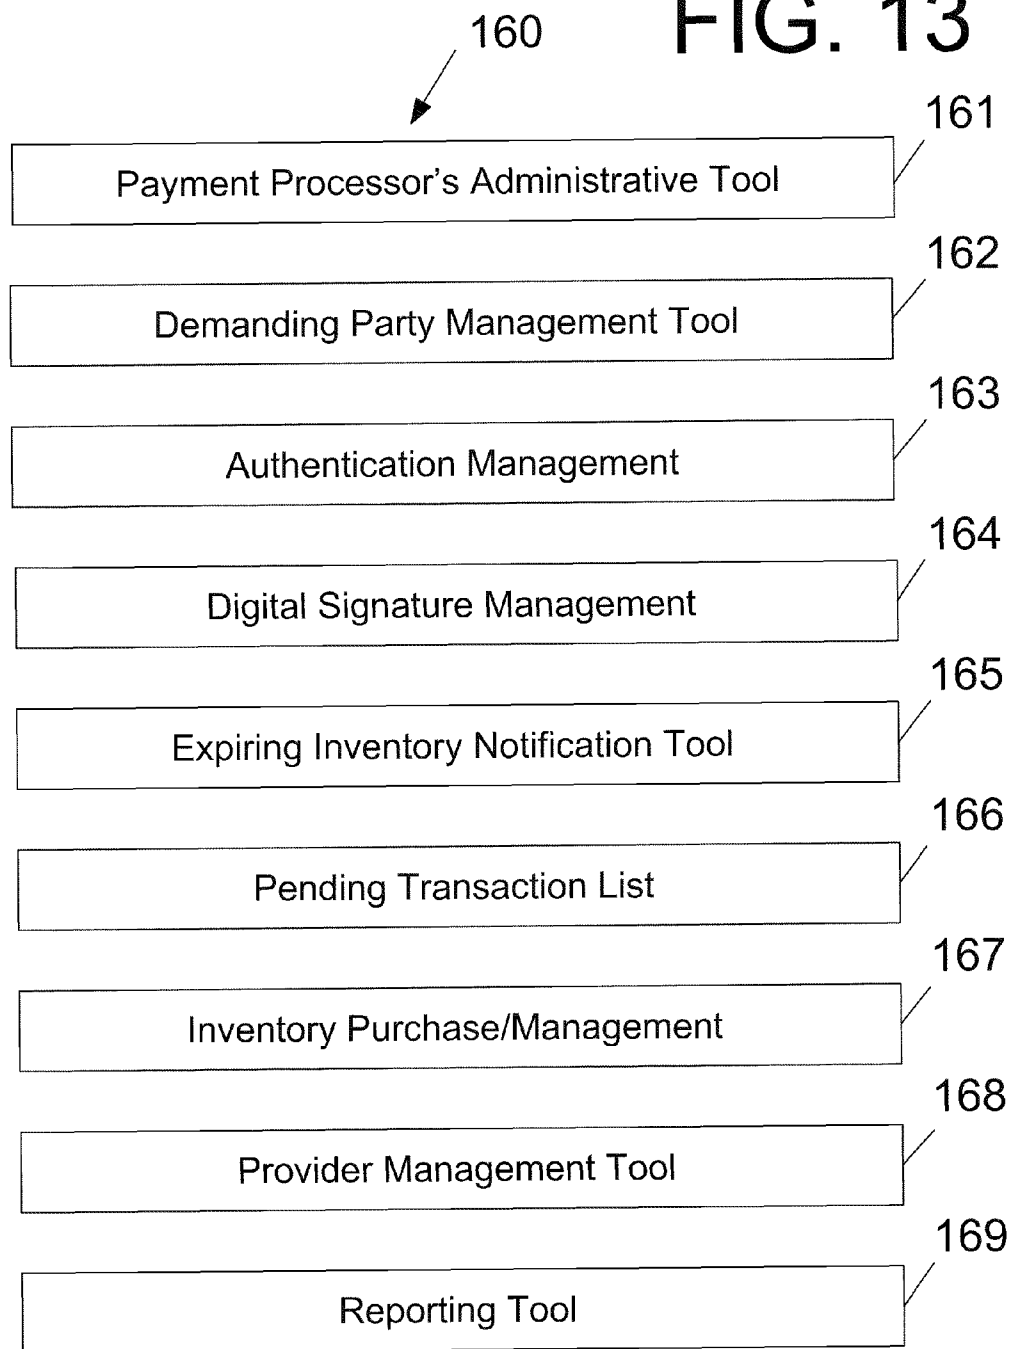 FIG. 13
160
161
Payment Processor's Administrative Tool
162
Demanding Party Management Tool
163
Authentication Management
164
Digital Signature Management
165
Expiring Inventory Notification Tool
166
Pending Transaction List
167
Inventory Purchase/Management
168
Provider Management Tool
169
Reporting Tool